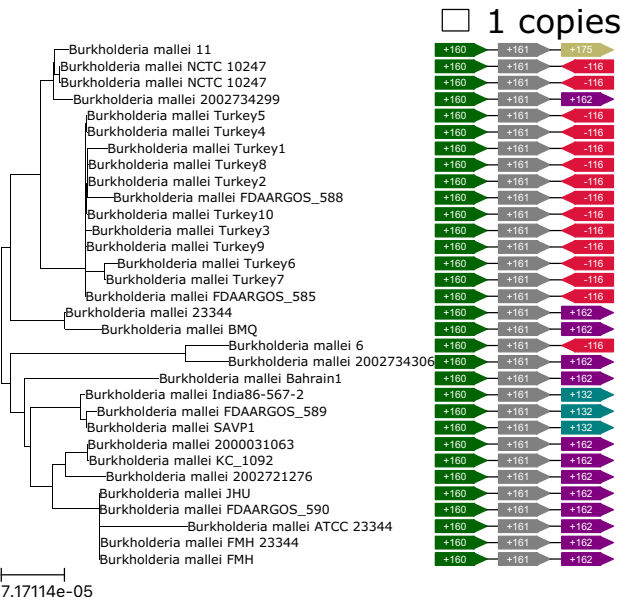 1 copies
Burkholderia mallei 11 +160 +161 +175
Burkholderia mallei NCTC 10247 +160 +161 -116
Burkholderia mallei NCTC 10247 +160 +161 -116
Burkholderia mallei 2002734299 +160 +161 +162
Burkholderia mallei Turkey5 +160 +161 -116
Burkholderia mallei Turkey4 +160 +161 -116
Burkholderia mallei Turkey1 +160 +161 -116
Burkholderia mallei Turkey8 +160 +161 -116
Burkholderia mallei Turkey2 +160 +161 -116
Burkholderia mallei FDAARGOS_588 +160 +161 -116
Burkholderia mallei Turkey10 +160 +161 -116
Burkholderia mallei Turkey3 +160 +161 -116
Burkholderia mallei Turkey9 +160 +161 -116
Burkholderia mallei Turkey6 +160 +161 -116
Burkholderia mallei Turkey7 +160 +161 -116
Burkholderia mallei FDAARGOS_585 +160 +161 -116
Burkholderia mallei 23344 +160 +161 +162
Burkholderia mallei BMQ +160 +161 +162
Burkholderia mallei 6 +160 +161 -116
Burkholderia mallei 2002734306 +160 +161 +162
Burkholderia mallei Bahrain1 +160 +161 +162
Burkholderia mallei India86-567-2 +160 +161 +132
Burkholderia mallei FDAARGOS_589 +160 +161 +132
Burkholderia mallei SAVP1 +160 +161 +132
Burkholderia mallei 2000031063 +160 +161 +162
Burkholderia mallei KC_1092 +160 +161 +162
Burkholderia mallei 2002721276 +160 +161 +162
Burkholderia mallei JHU +160 +161 +162
Burkholderia mallei FDAARGOS_590 +160 +161 +162
Burkholderia mallei ATCC 23344 +160 +161 +162
Burkholderia mallei FMH 23344 +160 +161 +162
Burkholderia mallei FMH +160 +161 +162
7.17114e-05